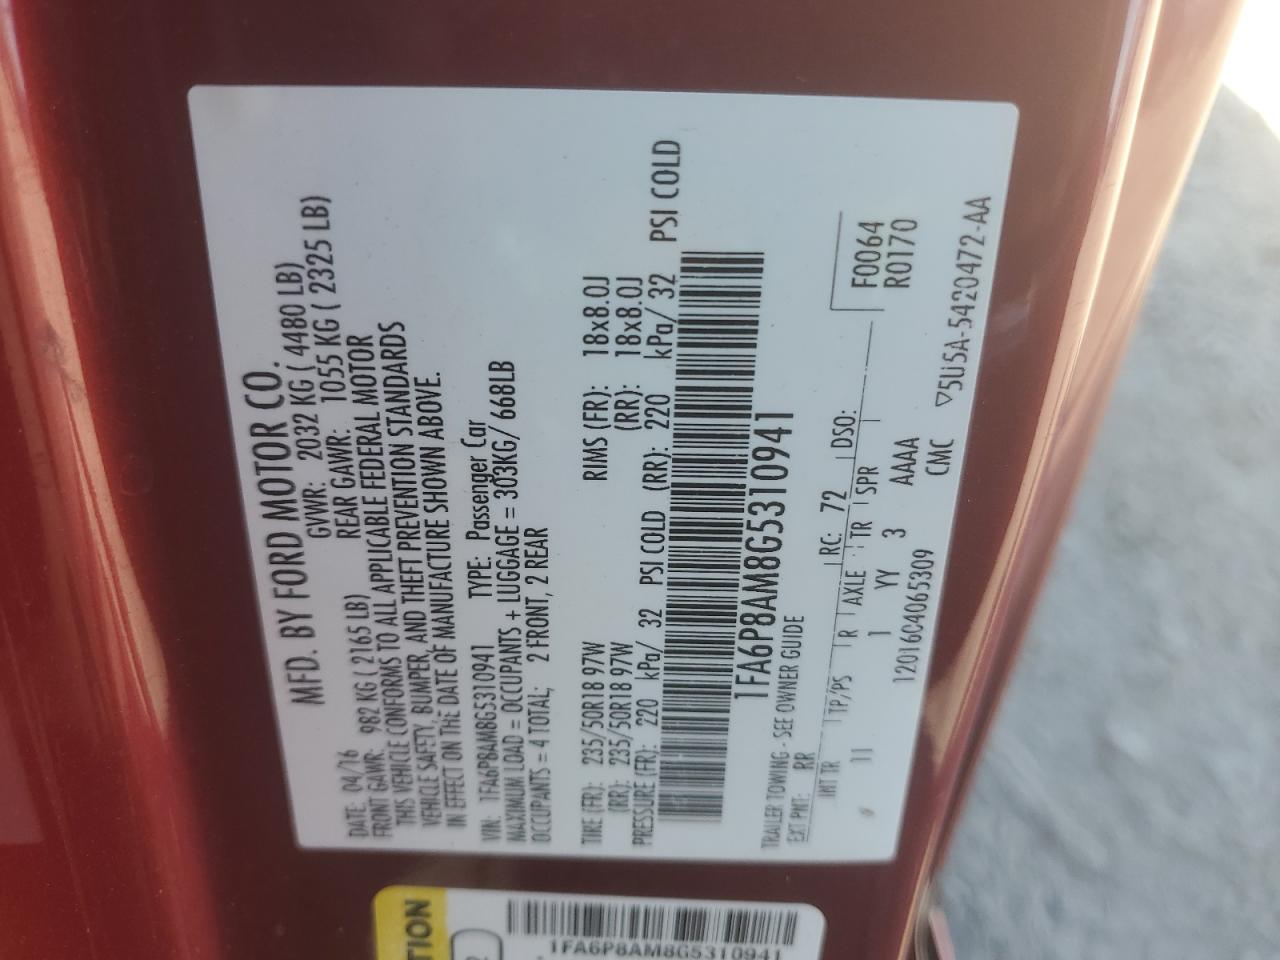 MFD. BY FORD MOTOR CO.
DATE: 04/16 GVWR: 2032 KG ( 4480 LB)
FRONT GAWR: 982 KG ( 2165 LB) REAR GAWR: 1055 KG ( 2325 LB)
THIS VEHICLE CONFORMS TO ALL APPLICABLE FEDERAL MOTOR
VEHICLE SAFETY, BUMPER, AND THEFT PREVENTION STANDARDS
IN EFFECT ON THE DATE OF MANUFACTURE SHOWN ABOVE.
VIN: 1FA6P8AM8G5310941 TYPE: Passenger Car
MAXIMUM LOAD = OCCUPANTS + LUGGAGE = 303KG/ 668LB
OCCUPANTS = 4 TOTAL; 2 FRONT, 2 REAR
TIRE (FR): 235/50R18 97W RIMS (FR): 18x8.0J
(RR): 235/50R18 97W (RR): 18x8.0J
PRESSURE (FR): 220 kPa/ 32 PSI COLD (RR): 220 kPa/ 32 PSI COLD
1FA6P8AM8G5310941
TRAILER TOWING - SEE OWNER GUIDE
EXT PNT: RR RC: 72 DSO:
INT TR TP/PS R AXLE TR SPR
11 1 YY 3 AAAA
F0064
R0170
12016C4065309 CMC
▽5U5A-5420472-AA
TION
1FA6P8AM8G5310941